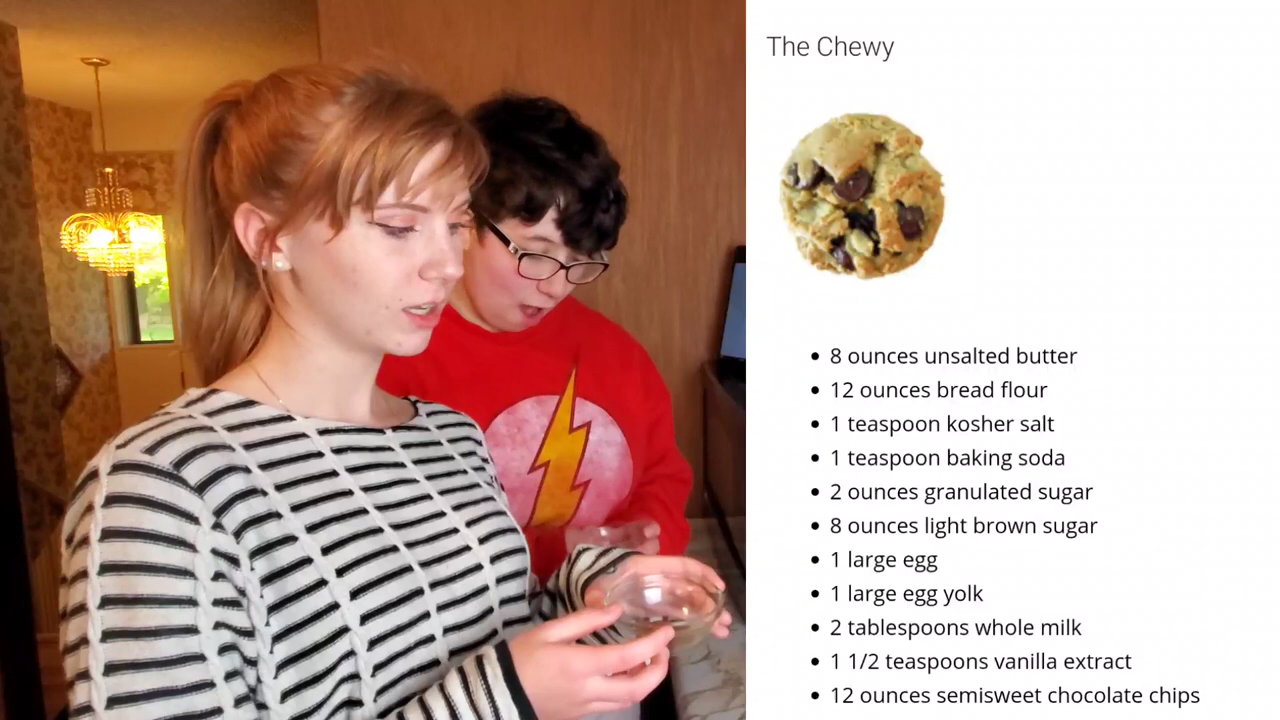 The Chewy
8 ounces unsalted butter
12 ounces bread flour
1 teaspoon kosher salt
1 teaspoon baking soda
2 ounces granulated sugar
8 ounces light brown sugar
1 large egg
1 large egg yolk
2 tablespoons whole milk
1 1/2 teaspoons vanilla extract
12 ounces semisweet chocolate chips